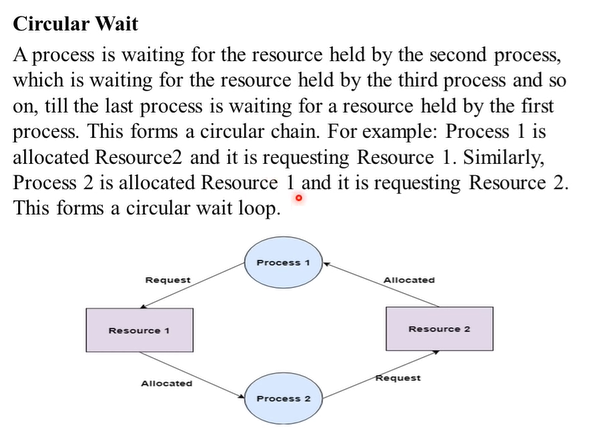 Circular Wait
A process is waiting for the resource held by the second process,
which is waiting for the resource held by the third process and so
on, till the last process is waiting for a resource held by the first
process. This forms a circular chain. For example: Process 1 is
allocated Resource2 and it is requesting Resource 1. Similarly,
Process 2 is allocated Resource 1 and it is requesting Resource 2.
This forms a circular wait loop.
Process 1
Request
Allocated
Resource 1
Resource 2
Allocated
Request
Process 2